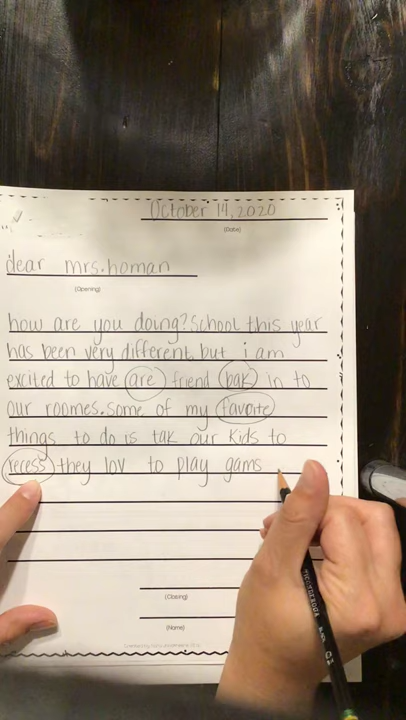 October 14, 2020
(Date)
dear mrs.homan
(Opening)
how are you doing? School this year
has been very different but i am
excited to have are friend bak in to
our roomes. some of my favorite
things to do is tak our kids to
recess they lov to play gams
(Closing)
(Name)